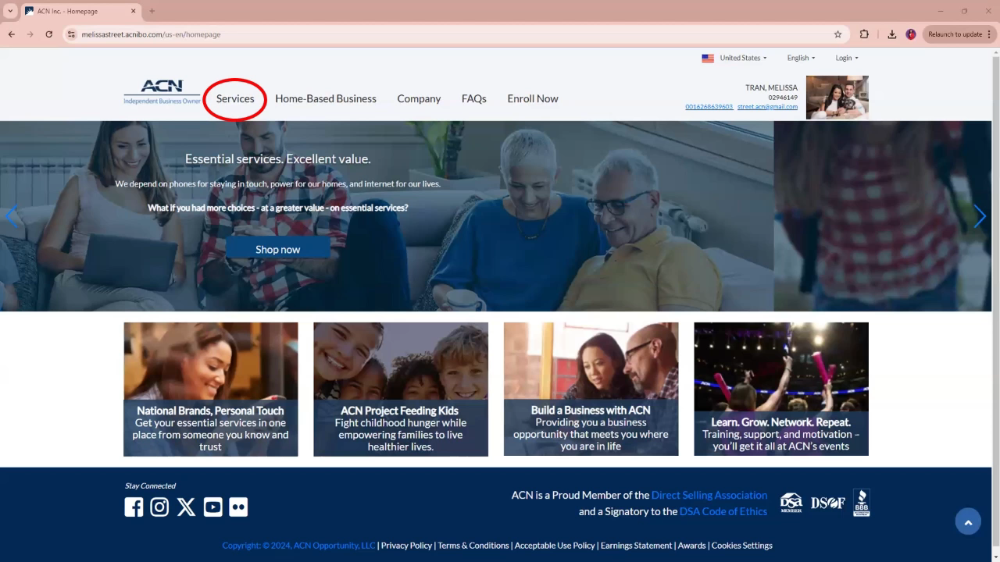 ACN Inc. - Homepage
melissastreet.acnibo.com/us-en/homepage
Relaunch to update
United States
English
Login
ACN
Independent Business Owner
Services
Home-Based Business
Company
FAQs
Enroll Now
TRAN, MELISSA
02946149
0016268639603 street.acn@gmail.com
Essential services. Excellent value.
We depend on phones for staying in touch, power for our homes, and internet for our lives.
What if you had more choices - at a greater value - on essential services?
Shop now
National Brands, Personal Touch
Get your essential services in one
place from someone you know and
trust
ACN Project Feeding Kids
Fight childhood hunger while
empowering families to live
healthier lives.
Build a Business with ACN
Providing you a business
opportunity that meets you where
you are in life
Learn. Grow. Network. Repeat.
Training, support, and motivation –
you'll get it all at ACN's events
Stay Connected
ACN is a Proud Member of the Direct Selling Association
and a Signatory to the DSA Code of Ethics
DSA
MEMBER
DSEF
BBB
Copyright: © 2024, ACN Opportunity, LLC | Privacy Policy | Terms & Conditions | Acceptable Use Policy | Earnings Statement | Awards | Cookies Settings